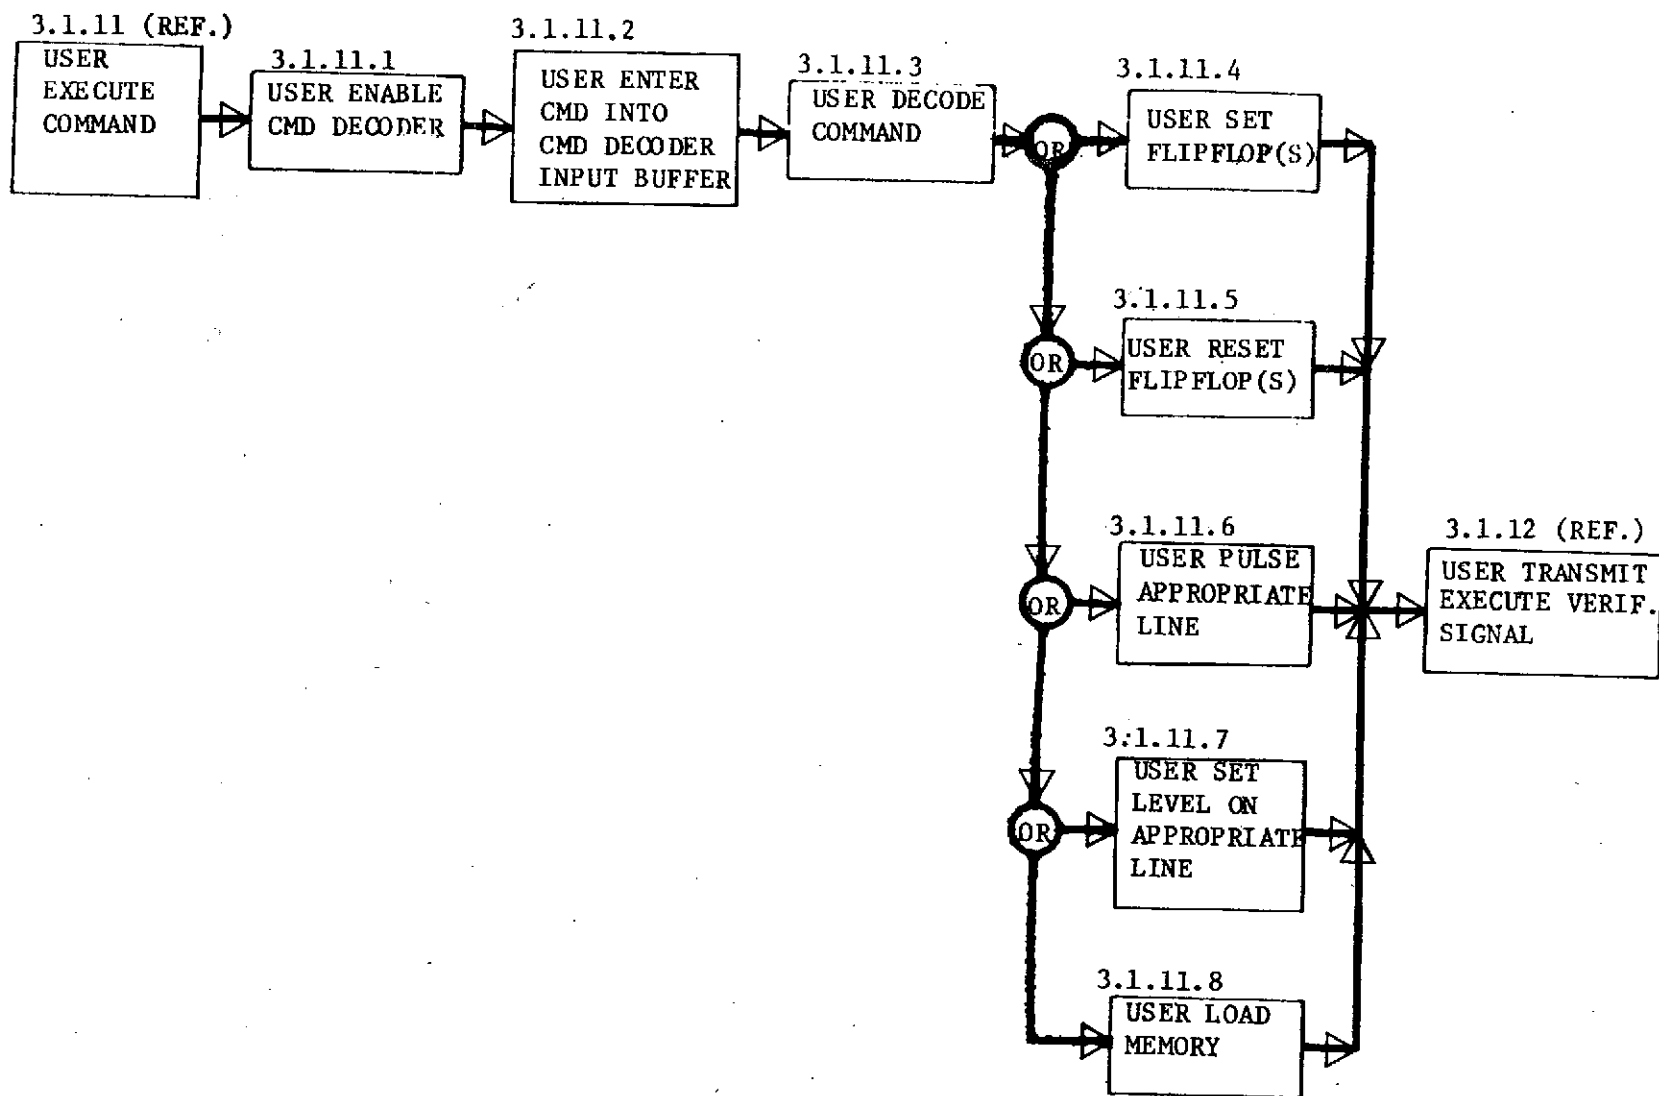 3.1.11 (REF.)
USER
EXECUTE
COMMAND
3.1.11.1
USER ENABLE
CMD DECODER
3.1.11.2
USER ENTER
CMD INTO
CMD DECODER
INPUT BUFFER
3.1.11.3
USER DECODE
COMMAND
OR
3.1.11.4
USER SET
FLIPFLOP(S)
OR
3.1.11.5
USER RESET
FLIPFLOP(S)
OR
3.1.11.6
USER PULSE
APPROPRIATE
LINE
3.1.12 (REF.)
USER TRANSMIT
EXECUTE VERIF.
SIGNAL
OR
3.1.11.7
USER SET
LEVEL ON
APPROPRIATE
LINE
3.1.11.8
USER LOAD
MEMORY